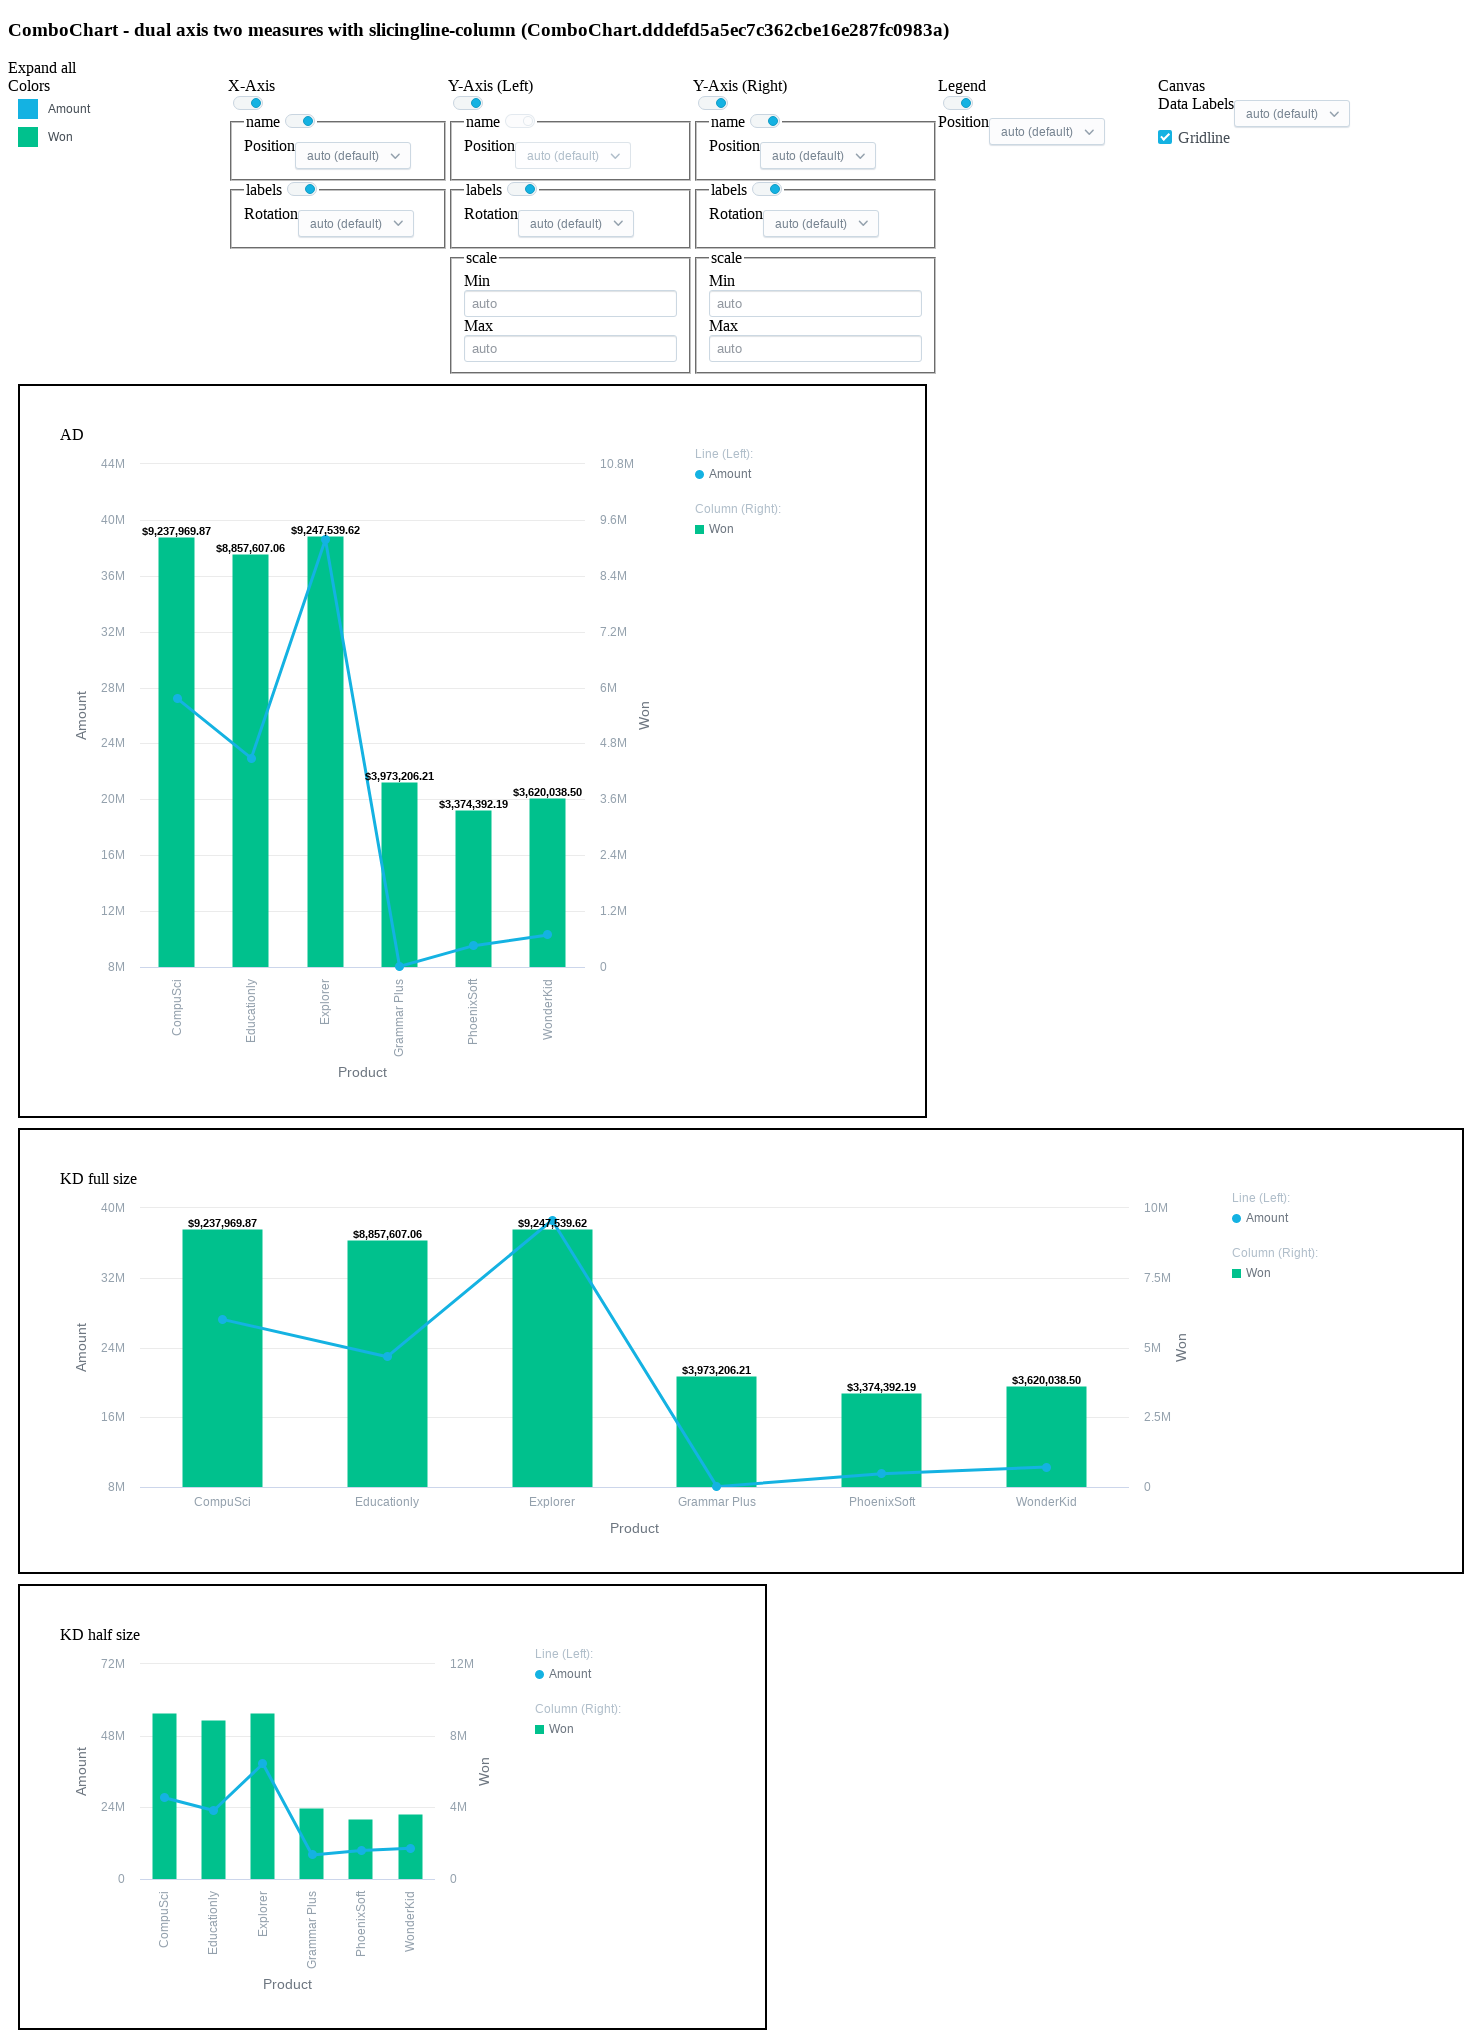 ComboChart - dual axis two measures with slicingline-column (ComboChart.dddefd5a5ec7c362cbe16e287fc0983a)
Expand all
Colors
Amount
Won
X-Axis
name
Position auto (default)
labels
Rotation auto (default)
Y-Axis (Left)
name
Position auto (default)
labels
Rotation auto (default)
scale
Min
auto
Max
auto
Y-Axis (Right)
name
Position auto (default)
labels
Rotation auto (default)
scale
Min
auto
Max
auto
Legend
Position auto (default)
Canvas
Data Labels auto (default)
Gridline
AD
44M
40M
36M
32M
28M
24M
20M
16M
12M
8M
Amount
10.8M
9.6M
8.4M
7.2M
6M
4.8M
3.6M
2.4M
1.2M
0
Won
$9,237,969.87
$8,857,607.06
$9,247,539.62
$3,973,206.21
$3,374,392.19
$3,620,038.50
CompuSci
Educationly
Explorer
Grammar Plus
PhoenixSoft
WonderKid
Product
Line (Left):
Amount
Column (Right):
Won
KD full size
40M
32M
24M
16M
8M
Amount
10M
7.5M
5M
2.5M
0
Won
$9,237,969.87
$8,857,607.06
$9,247,539.62
$3,973,206.21
$3,374,392.19
$3,620,038.50
CompuSci
Educationly
Explorer
Grammar Plus
PhoenixSoft
WonderKid
Product
Line (Left):
Amount
Column (Right):
Won
KD half size
72M
48M
24M
0
Amount
12M
8M
4M
0
Won
CompuSci
Educationly
Explorer
Grammar Plus
PhoenixSoft
WonderKid
Product
Line (Left):
Amount
Column (Right):
Won